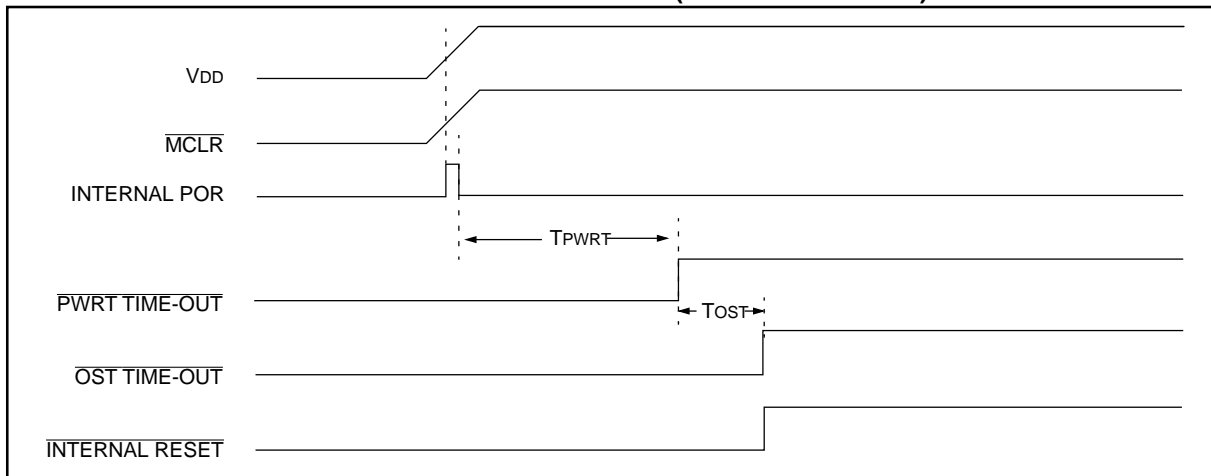 VDD
MCLR
INTERNAL POR
TPWRT
PWRT TIME-OUT
TOST
OST TIME-OUT
INTERNAL RESET